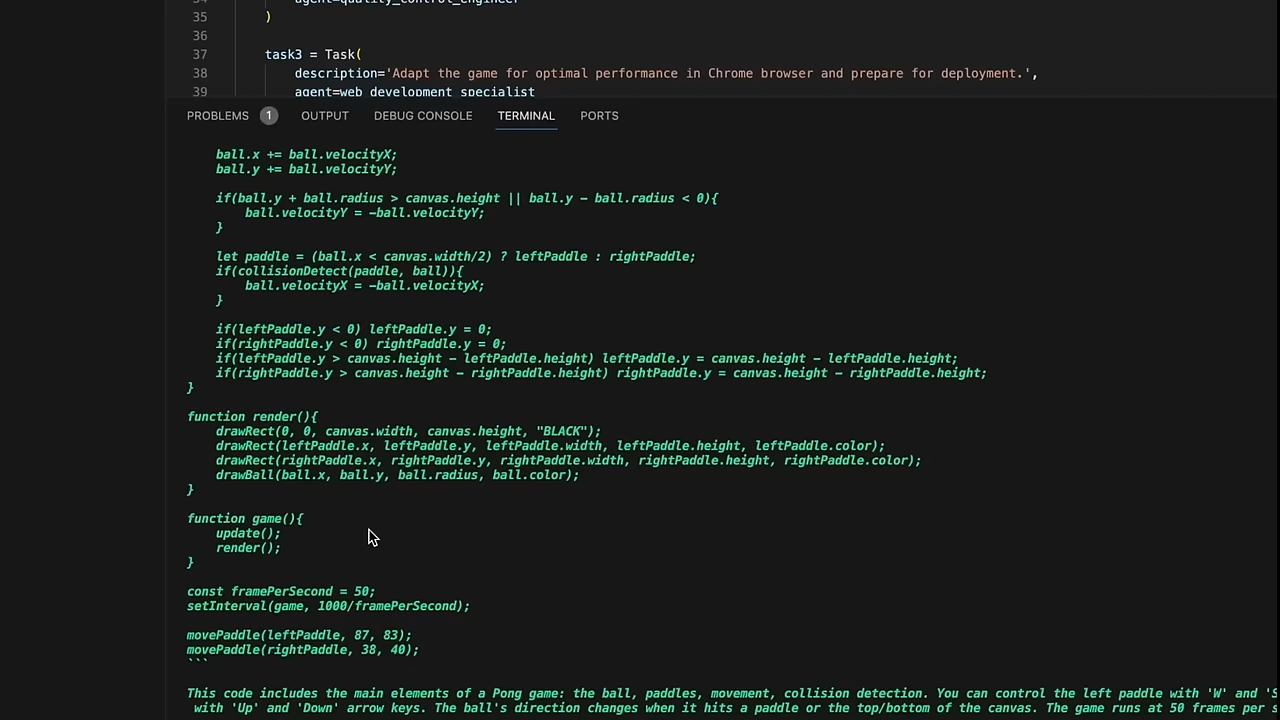 34 agent=quality_control_engineer
35 )
36
37 task3 = Task(
38 description='Adapt the game for optimal performance in Chrome browser and prepare for deployment.',
39 agent=web_development_specialist
PROBLEMS 1 OUTPUT DEBUG CONSOLE TERMINAL PORTS
ball.x += ball.velocityX;
ball.y += ball.velocityY;
if(ball.y + ball.radius > canvas.height || ball.y - ball.radius < 0){
ball.velocityY = -ball.velocityY;
}
let paddle = (ball.x < canvas.width/2) ? leftPaddle : rightPaddle;
if(collisionDetect(paddle, ball)){
ball.velocityX = -ball.velocityX;
}
if(leftPaddle.y < 0) leftPaddle.y = 0;
if(rightPaddle.y < 0) rightPaddle.y = 0;
if(leftPaddle.y > canvas.height - leftPaddle.height) leftPaddle.y = canvas.height - leftPaddle.height;
if(rightPaddle.y > canvas.height - rightPaddle.height) rightPaddle.y = canvas.height - rightPaddle.height;
}
function render(){
drawRect(0, 0, canvas.width, canvas.height, "BLACK");
drawRect(leftPaddle.x, leftPaddle.y, leftPaddle.width, leftPaddle.height, leftPaddle.color);
drawRect(rightPaddle.x, rightPaddle.y, rightPaddle.width, rightPaddle.height, rightPaddle.color);
drawBall(ball.x, ball.y, ball.radius, ball.color);
}
function game(){
update();
render();
}
const framePerSecond = 50;
setInterval(game, 1000/framePerSecond);
movePaddle(leftPaddle, 87, 83);
movePaddle(rightPaddle, 38, 40);
```
This code includes the main elements of a Pong game: the ball, paddles, movement, collision detection. You can control the left paddle with 'W' and 'S
with 'Up' and 'Down' arrow keys. The ball's direction changes when it hits a paddle or the top/bottom of the canvas. The game runs at 50 frames per s